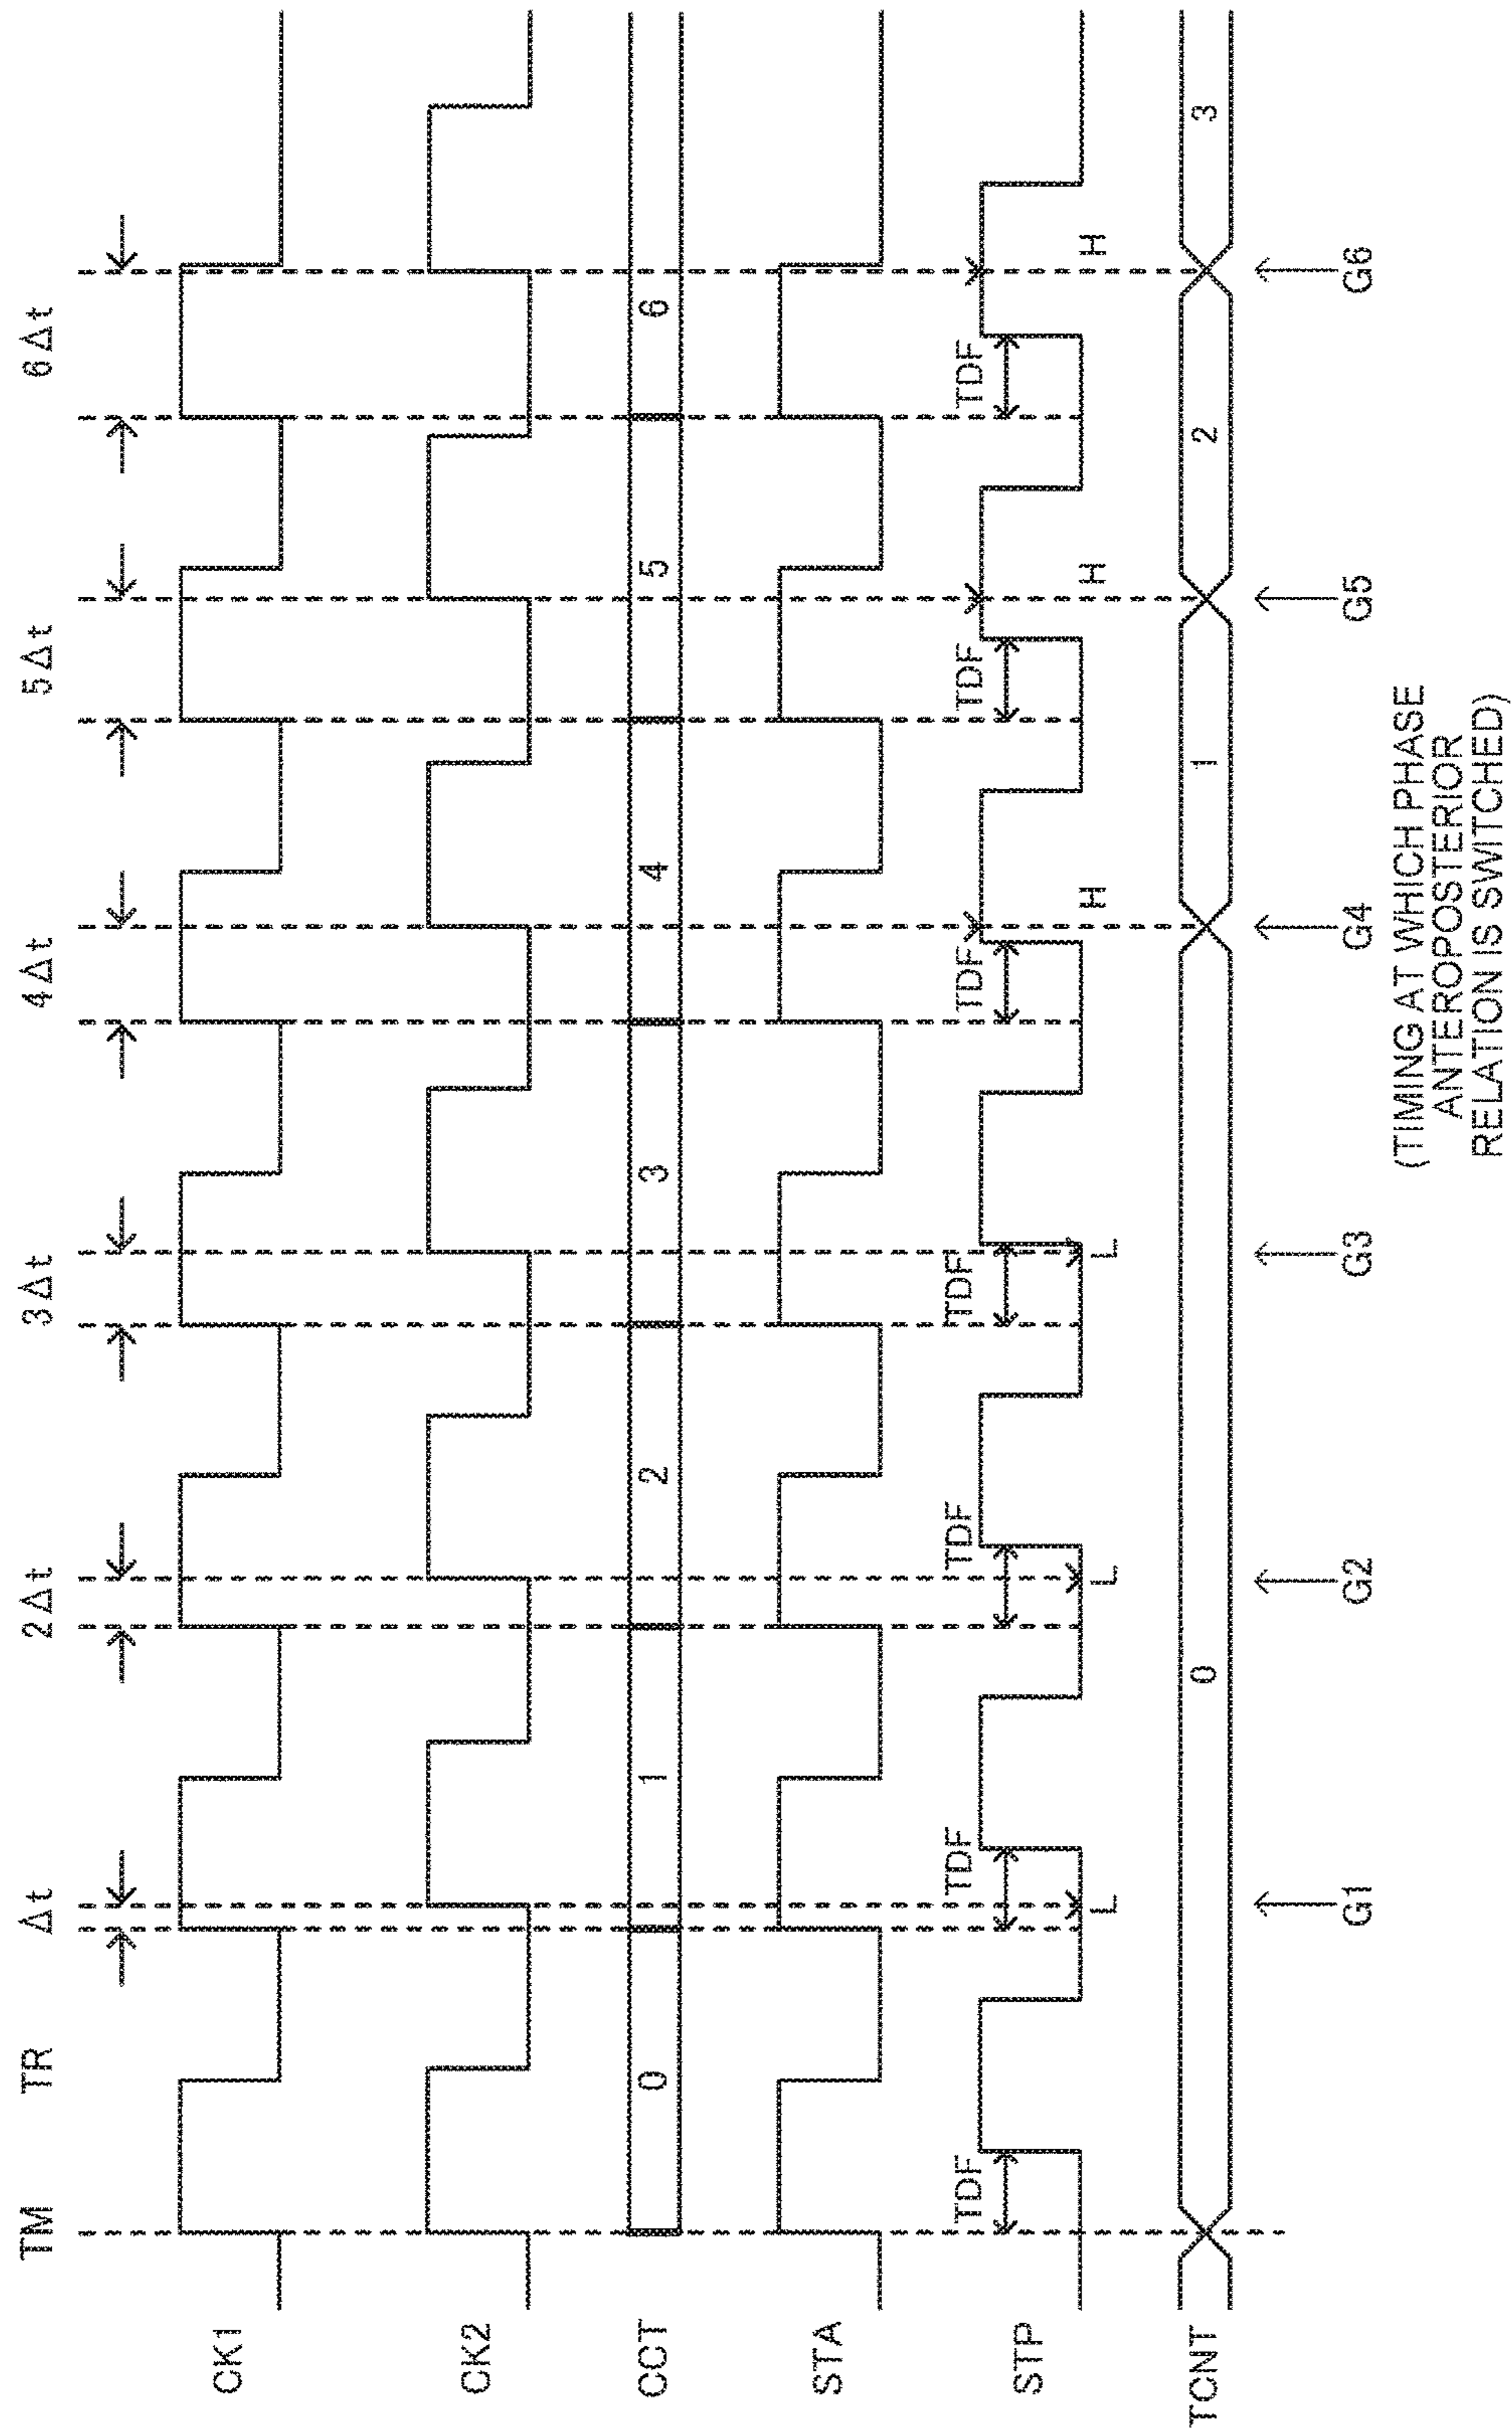 TM TR Δt 2Δt 3Δt 4Δt 5Δt 6Δt
CK1
CK2
CCT 0 1 2 3 4 5 6
STA
TDF TDF TDF TDF TDF TDF TDF
STP
L L L H H H
TCNT 0 1 2 3
G1 G2 G3 G4 G5 G6
(TIMING AT WHICH PHASE
ANTEROPOSTERIOR
RELATION IS SWITCHED)